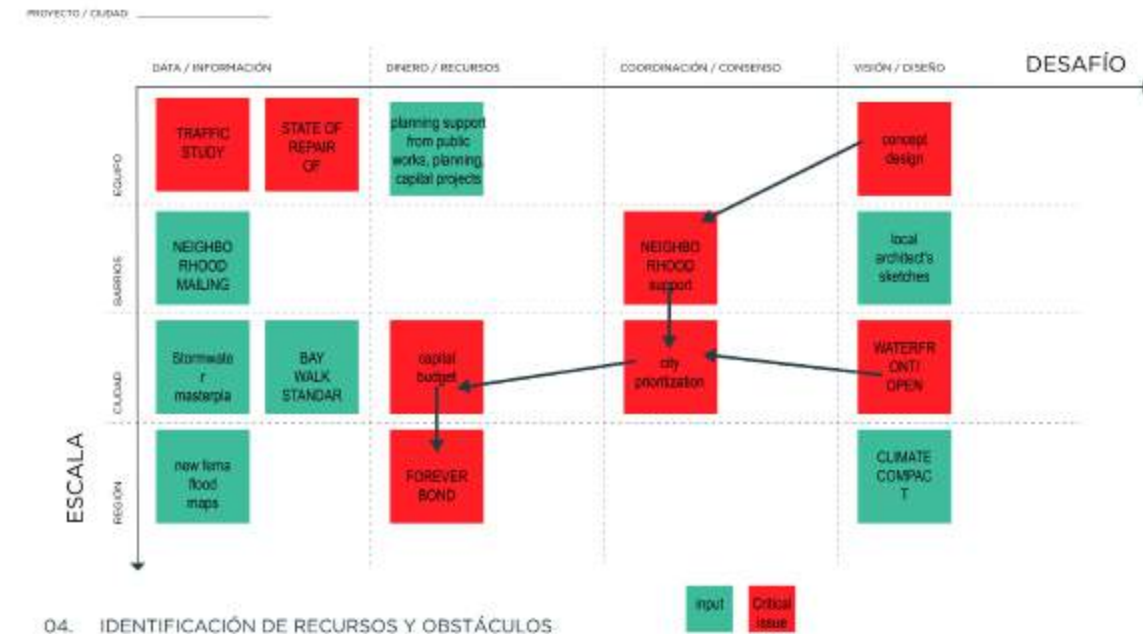 PROYECTO / CIUDAD:
DATA / INFORMACIÓN
DINERO / RECURSOS
COORDINACIÓN / CONSENSO
VISIÓN / DISEÑO
DESAFÍO
EQUIPO
TRAFFIC
STUDY
STATE OF
REPAIR
OF
planning support
from public
works, planning,
capital projects
concept
design
BARRIOS
NEIGHBO
RHOOD
MAILING
NEIGHBO
RHOOD
support
local
architect's
sketches
CIUDAD
Stormwate
r
masterpla
BAY
WALK
STANDAR
capital
budget
city
prioritization
WATERFR
ONT/
OPEN
ESCALA
REGIÓN
new fema
flood
maps
FOREVER
BOND
CLIMATE
COMPAC
T
04. IDENTIFICACIÓN DE RECURSOS Y OBSTÁCULOS
input
Critical
issue